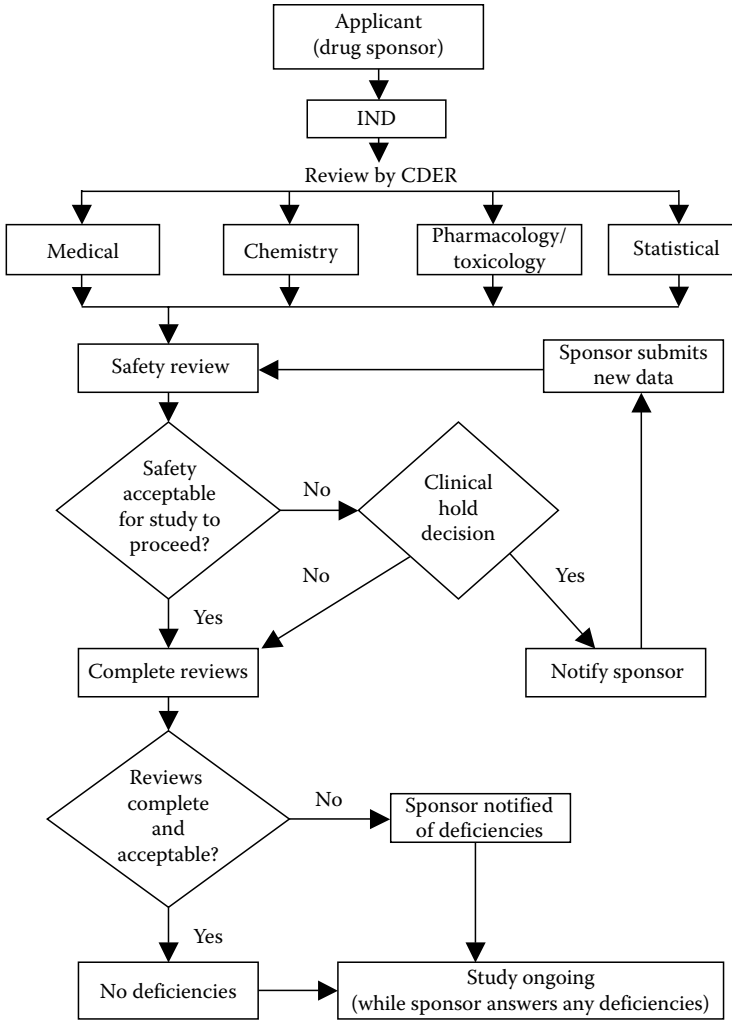 Applicant
(drug sponsor)
IND
Review by CDER
Medical
Chemistry
Pharmacology/
toxicology
Statistical
Safety review
Sponsor submits
new data
Safety
acceptable
for study to
proceed?
No
Clinical
hold
decision
No
Yes
Yes
Complete reviews
Notify sponsor
Reviews
complete
and
acceptable?
No
Sponsor notified
of deficiencies
Yes
No deficiencies
Study ongoing
(while sponsor answers any deficiencies)